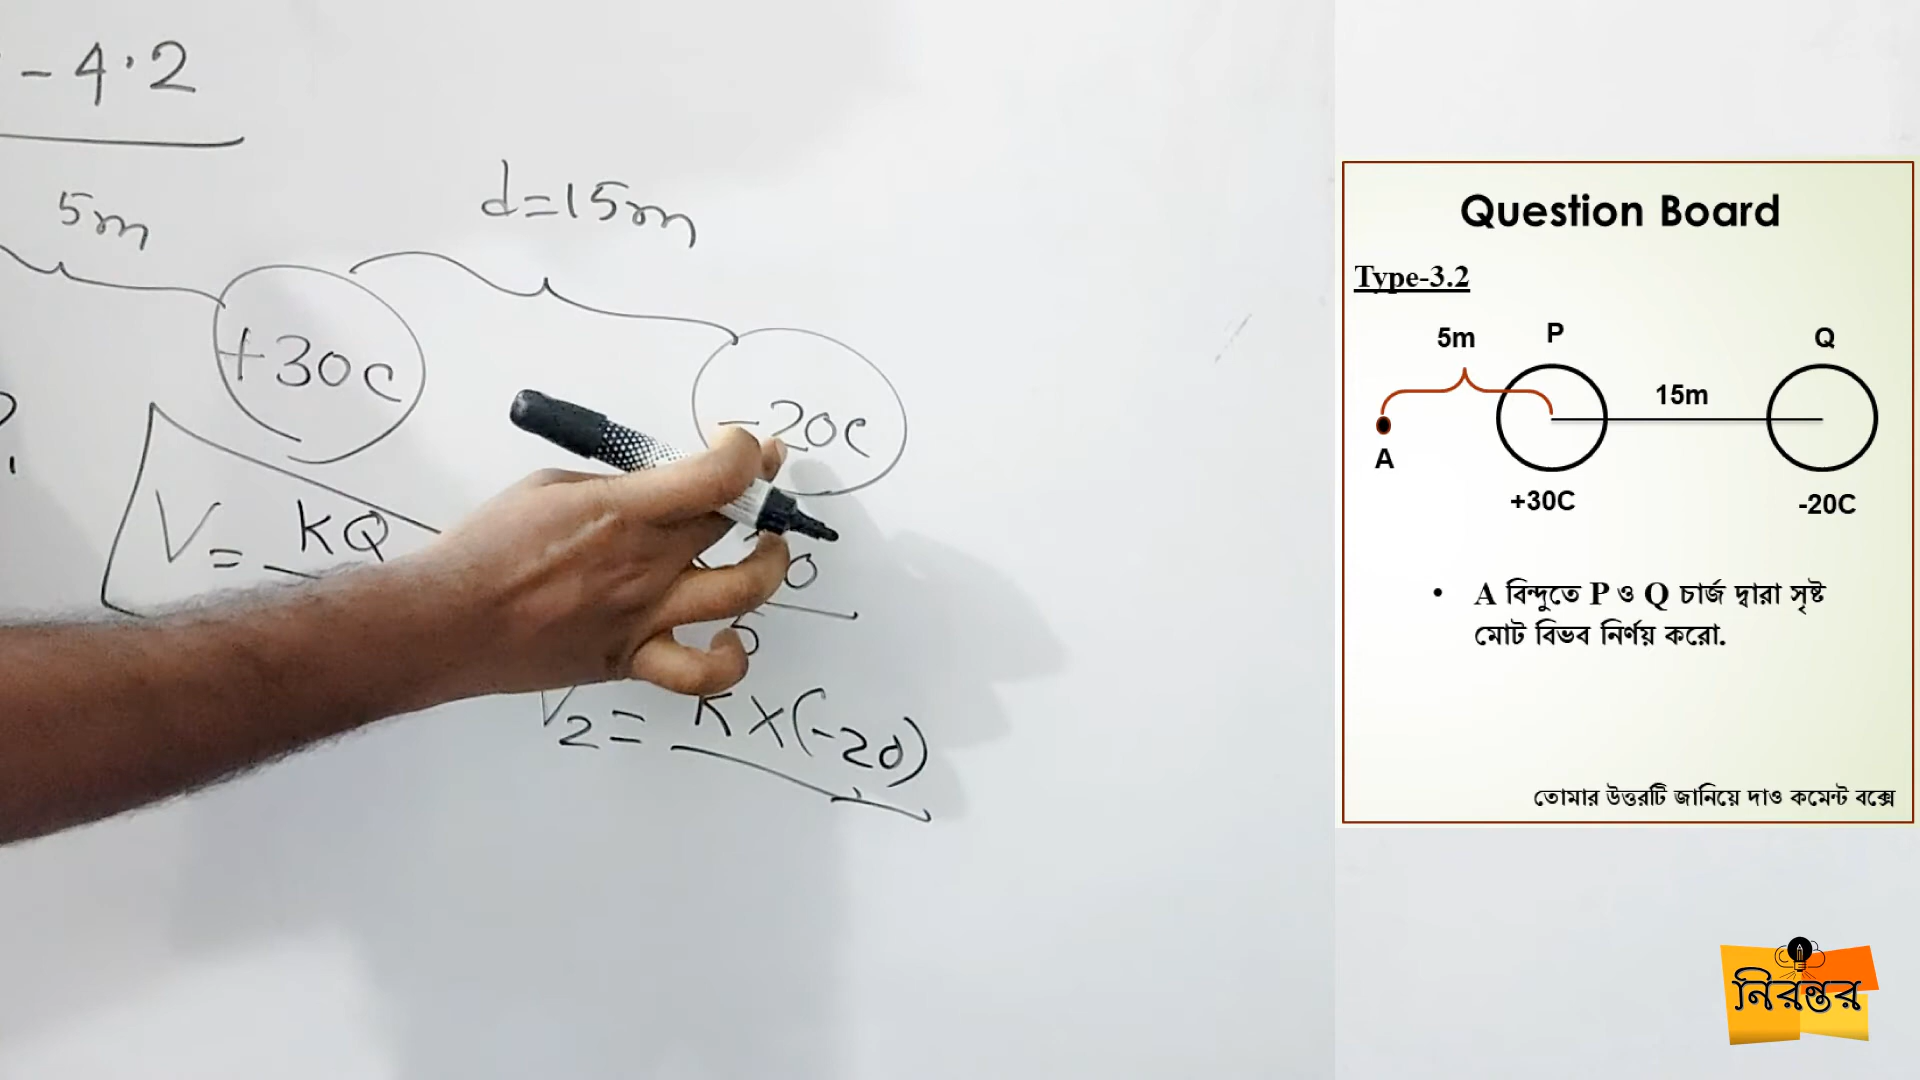 - 4.2
5m
d=15m
+30C
-20C
V = KQ
5
V2 = K×(-20)
Question Board
Type-3.2
5m
P
Q
15m
A
+30C
-20C
• A বিন্দুতে P ও Q চার্জ দ্বারা সৃষ্ট
মোট বিভব নির্ণয় করো.
তোমার উত্তরটি জানিয়ে দাও কমেন্ট বক্সে
নিরন্তর